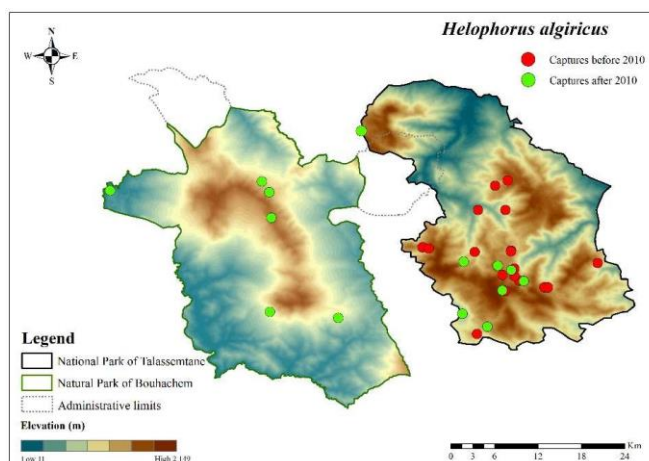 Helophorus algiricus
N
W E
S
Captures before 2010
Captures after 2010
Legend
National Park of Talassemtane
Natural Park of Bouhachem
Administrative limits
Elevation (m)
Low 11 High 2 149
Km
0 3 6 12 18 24